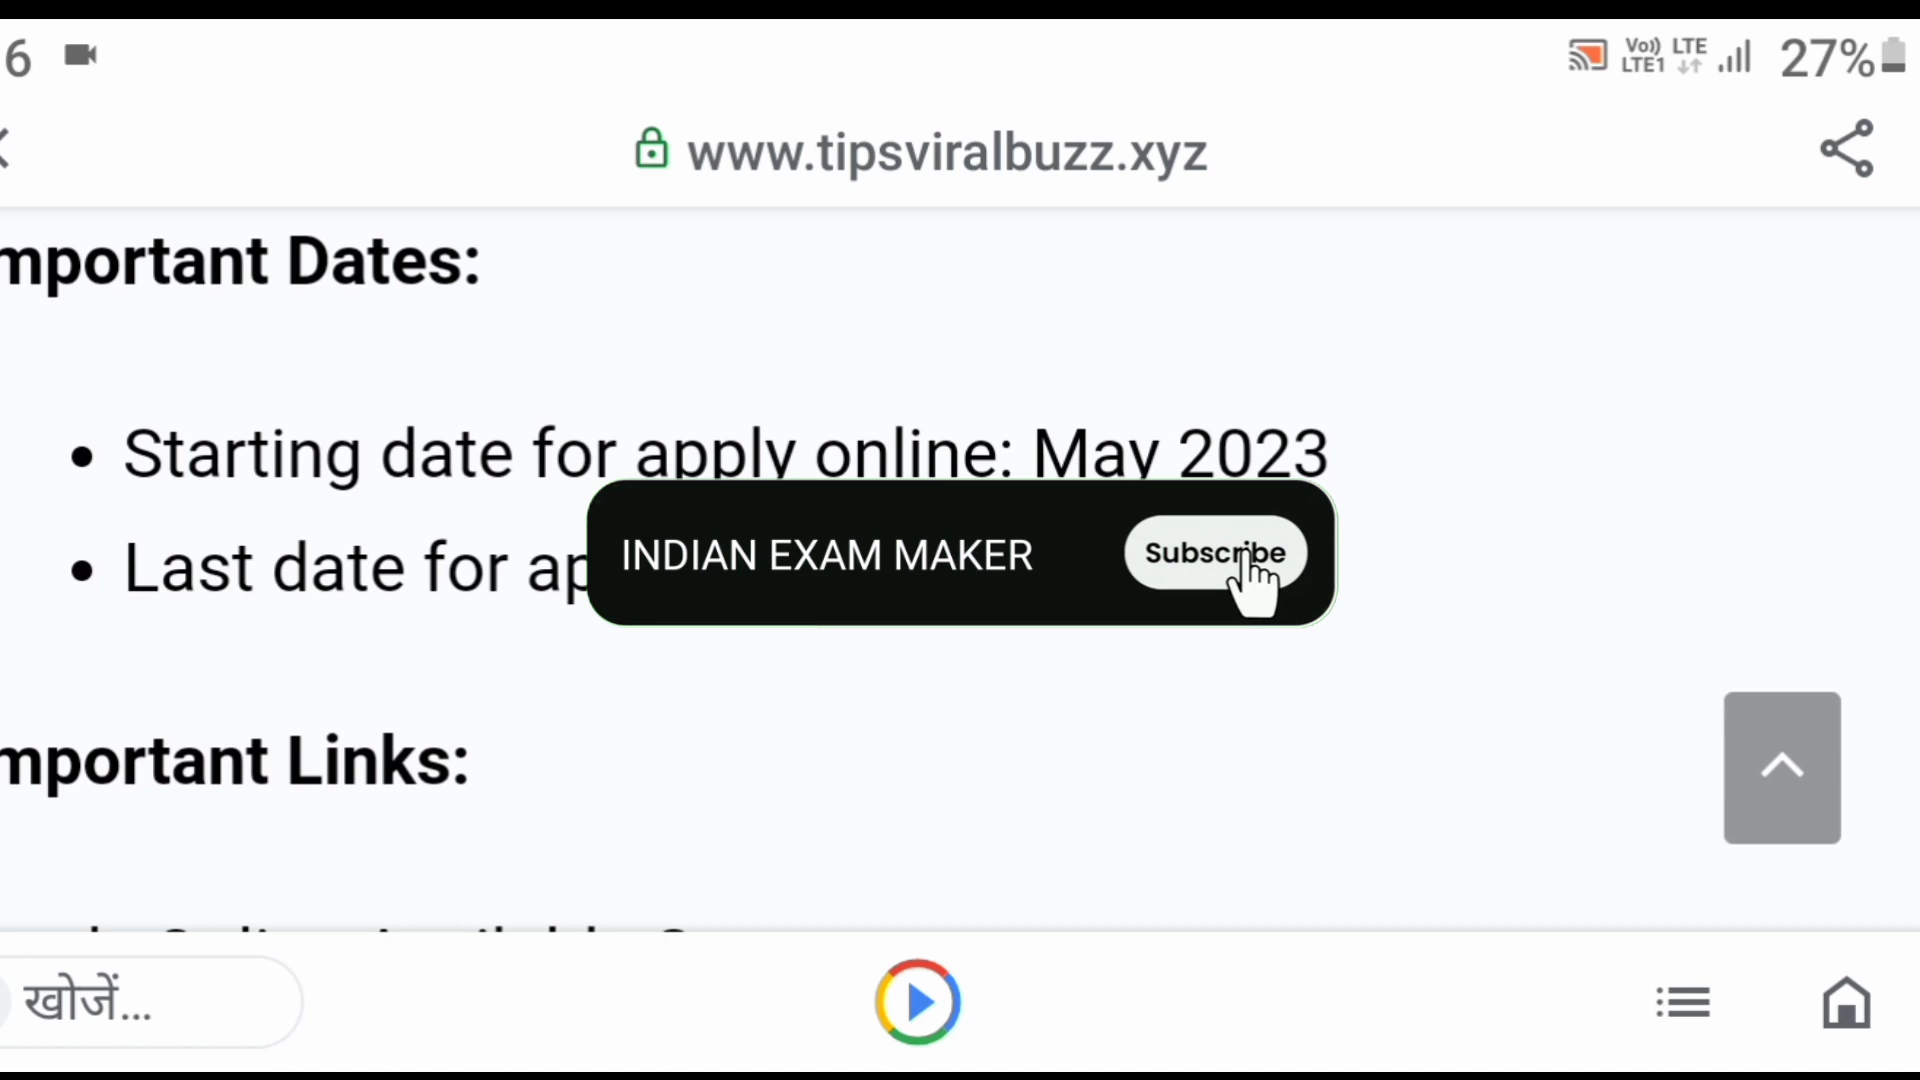 6
Vo)) LTE
LTE1
27%
www.tipsviralbuzz.xyz
mportant Dates:
• Starting date for apply online: May 2023
• Last date for ap
INDIAN EXAM MAKER
Subscribe
mportant Links:
खोजें...